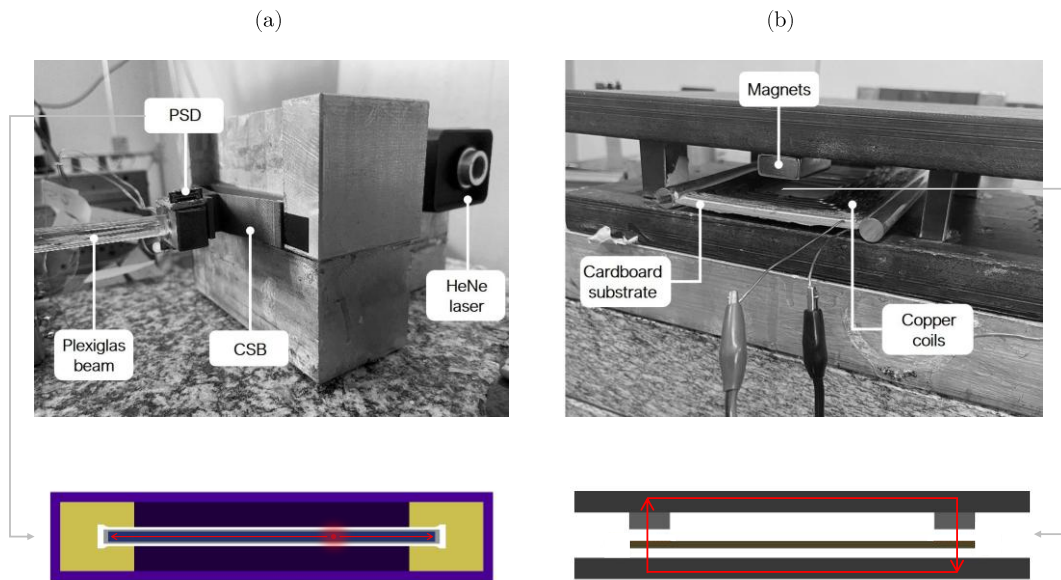 (a)
(b)
PSD
Plexiglas
beam
CSB
HeNe
laser
Magnets
Cardboard
substrate
Copper
coils